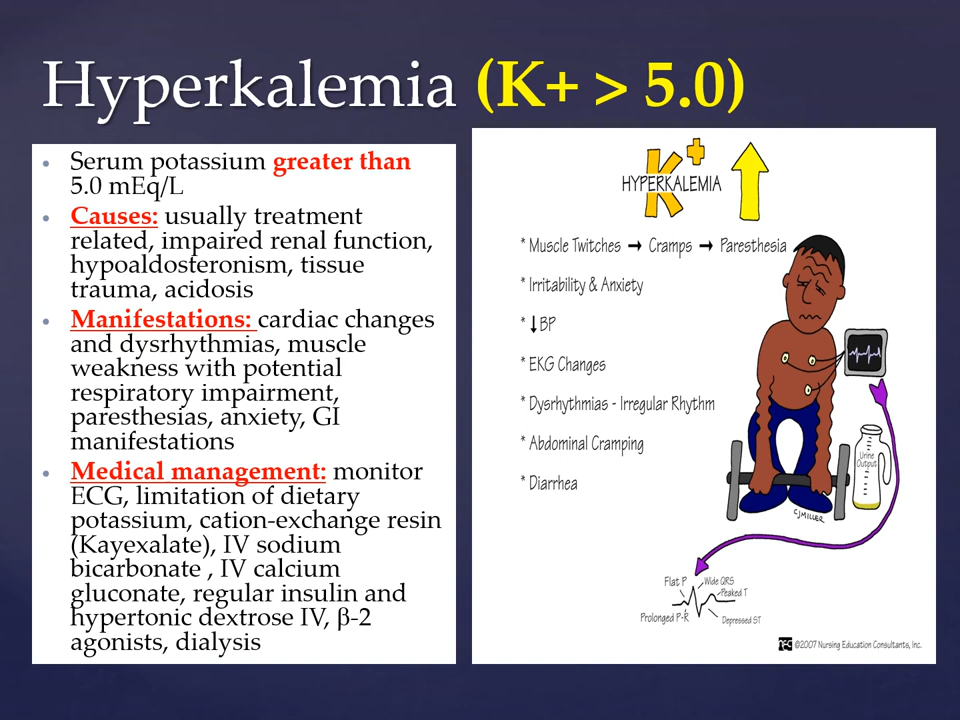 Hyperkalemia (K+ > 5.0)
• Serum potassium greater than
5.0 mEq/L
• Causes: usually treatment
related, impaired renal function,
hypoaldosteronism, tissue
trauma, acidosis
• Manifestations: cardiac changes
and dysrhythmias, muscle
weakness with potential
respiratory impairment,
paresthesias, anxiety, GI
manifestations
• Medical management: monitor
ECG, limitation of dietary
potassium, cation-exchange resin
(Kayexalate), IV sodium
bicarbonate , IV calcium
gluconate, regular insulin and
hypertonic dextrose IV, β-2
agonists, dialysis
K+
HYPERKALEMIA
* Muscle Twitches → Cramps → Paresthesia
* Irritability & Anxiety
* ↓ BP
* EKG Changes
* Dysrhythmias - Irregular Rhythm
* Abdominal Cramping
* Diarrhea
Urine
Output
CJMILLER
Flat P
Wide QRS
Peaked T
Prolonged P-R
Depressed ST
nec ©2007 Nursing Education Consultants, Inc.